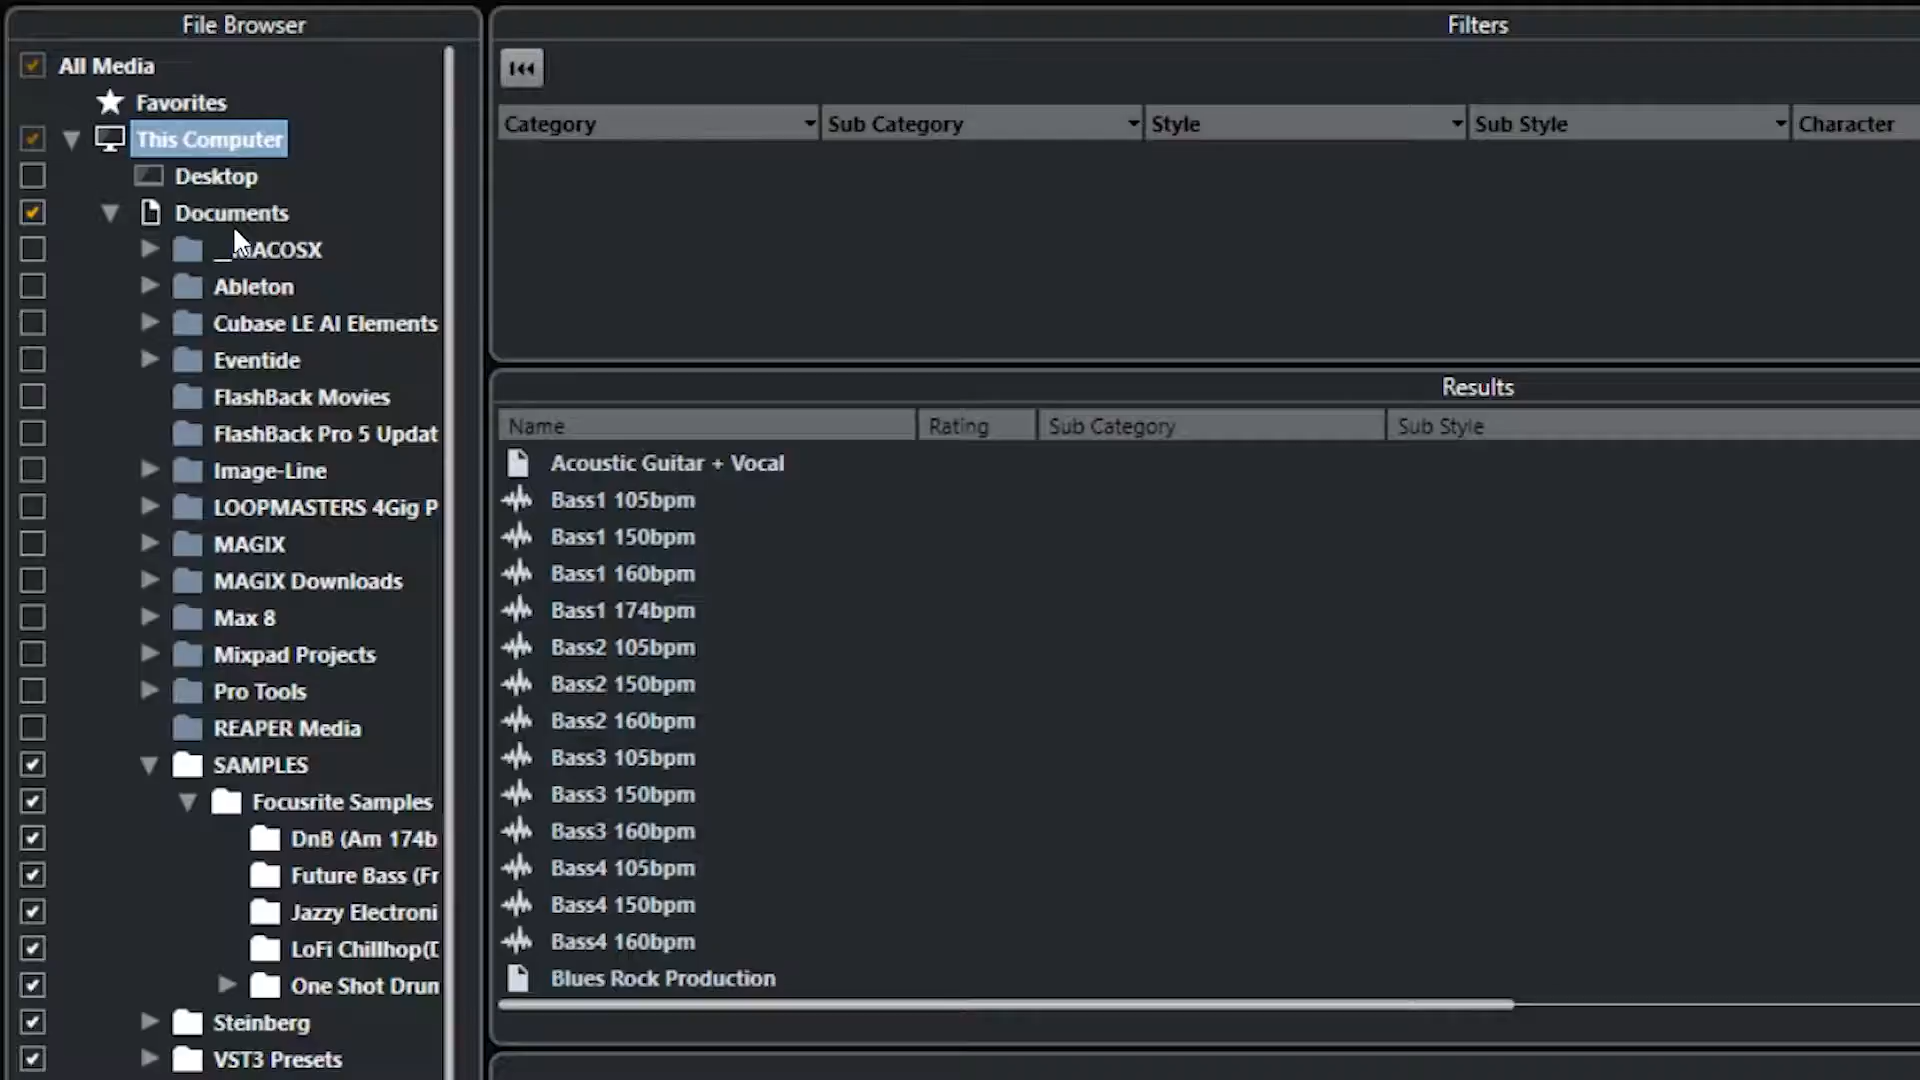 File Browser
All Media
Favorites
This Computer
Desktop
Documents
ACOSX
Ableton
Cubase LE AI Elements
Eventide
FlashBack Movies
FlashBack Pro 5 Updat
Image-Line
LOOPMASTERS 4Gig P
MAGIX
MAGIX Downloads
Max 8
Mixpad Projects
Pro Tools
REAPER Media
SAMPLES
Focusrite Samples
DnB (Am 174b
Future Bass (Fr
Jazzy Electroni
LoFi Chillhop(
One Shot Drun
Steinberg
VST3 Presets
Filters
Category Sub Category Style Sub Style Character
Results
Name Rating Sub Category Sub Style
Acoustic Guitar + Vocal
Bass1 105bpm
Bass1 150bpm
Bass1 160bpm
Bass1 174bpm
Bass2 105bpm
Bass2 150bpm
Bass2 160bpm
Bass3 105bpm
Bass3 150bpm
Bass3 160bpm
Bass4 105bpm
Bass4 150bpm
Bass4 160bpm
Blues Rock Production